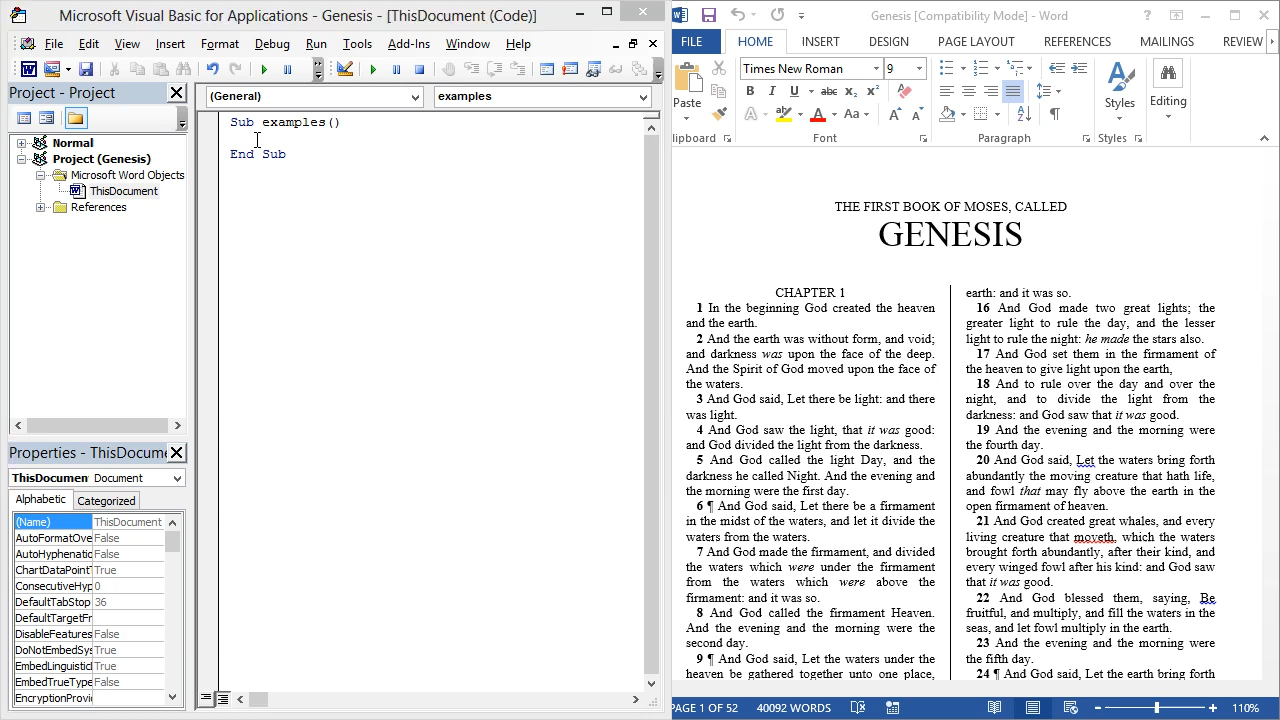 Microsoft Visual Basic for Applications - Genesis - [ThisDocument (Code)]
File Edit View Insert Format Debug Run Tools Add-Ins Window Help
Project - Project
Normal
Project (Genesis)
Microsoft Word Objects
ThisDocument
References
Properties - ThisDocume
ThisDocumen Document
Alphabetic Categorized
(Name) ThisDocument
AutoFormatOve False
AutoHyphenatio False
ChartDataPoint True
ConsecutiveHyp 0
DefaultTabStop 36
DefaultTargetFr
DisableFeatures False
DoNotEmbedSys True
EmbedLinguistic True
EmbedTrueType False
EncryptionProvi
(General) examples
Sub examples()
End Sub
Genesis [Compatibility Mode] - Word
FILE HOME INSERT DESIGN PAGE LAYOUT REFERENCES MAILINGS REVIEW
Times New Roman 9
Paste
B I U abc x₂ x²
A ab A Aa A A
Styles
Editing
lipboard Font Paragraph Styles
THE FIRST BOOK OF MOSES, CALLED
GENESIS
CHAPTER 1
1 In the beginning God created the heaven
and the earth.
2 And the earth was without form, and void;
and darkness was upon the face of the deep.
And the Spirit of God moved upon the face of
the waters.
3 And God said, Let there be light: and there
was light.
4 And God saw the light, that it was good:
and God divided the light from the darkness.
5 And God called the light Day, and the
darkness he called Night. And the evening and
the morning were the first day.
6 ¶ And God said, Let there be a firmament
in the midst of the waters, and let it divide the
waters from the waters.
7 And God made the firmament, and divided
the waters which were under the firmament
from the waters which were above the
firmament: and it was so.
8 And God called the firmament Heaven.
And the evening and the morning were the
second day.
9 ¶ And God said, Let the waters under the
heaven be gathered together unto one place,
earth: and it was so.
16 And God made two great lights; the
greater light to rule the day, and the lesser
light to rule the night: he made the stars also.
17 And God set them in the firmament of
the heaven to give light upon the earth,
18 And to rule over the day and over the
night, and to divide the light from the
darkness: and God saw that it was good.
19 And the evening and the morning were
the fourth day.
20 And God said, Let the waters bring forth
abundantly the moving creature that hath life,
and fowl that may fly above the earth in the
open firmament of heaven.
21 And God created great whales, and every
living creature that moveth, which the waters
brought forth abundantly, after their kind, and
every winged fowl after his kind: and God saw
that it was good.
22 And God blessed them, saying, Be
fruitful, and multiply, and fill the waters in the
seas, and let fowl multiply in the earth.
23 And the evening and the morning were
the fifth day.
24 ¶ And God said, Let the earth bring forth
PAGE 1 OF 52 40092 WORDS 110%